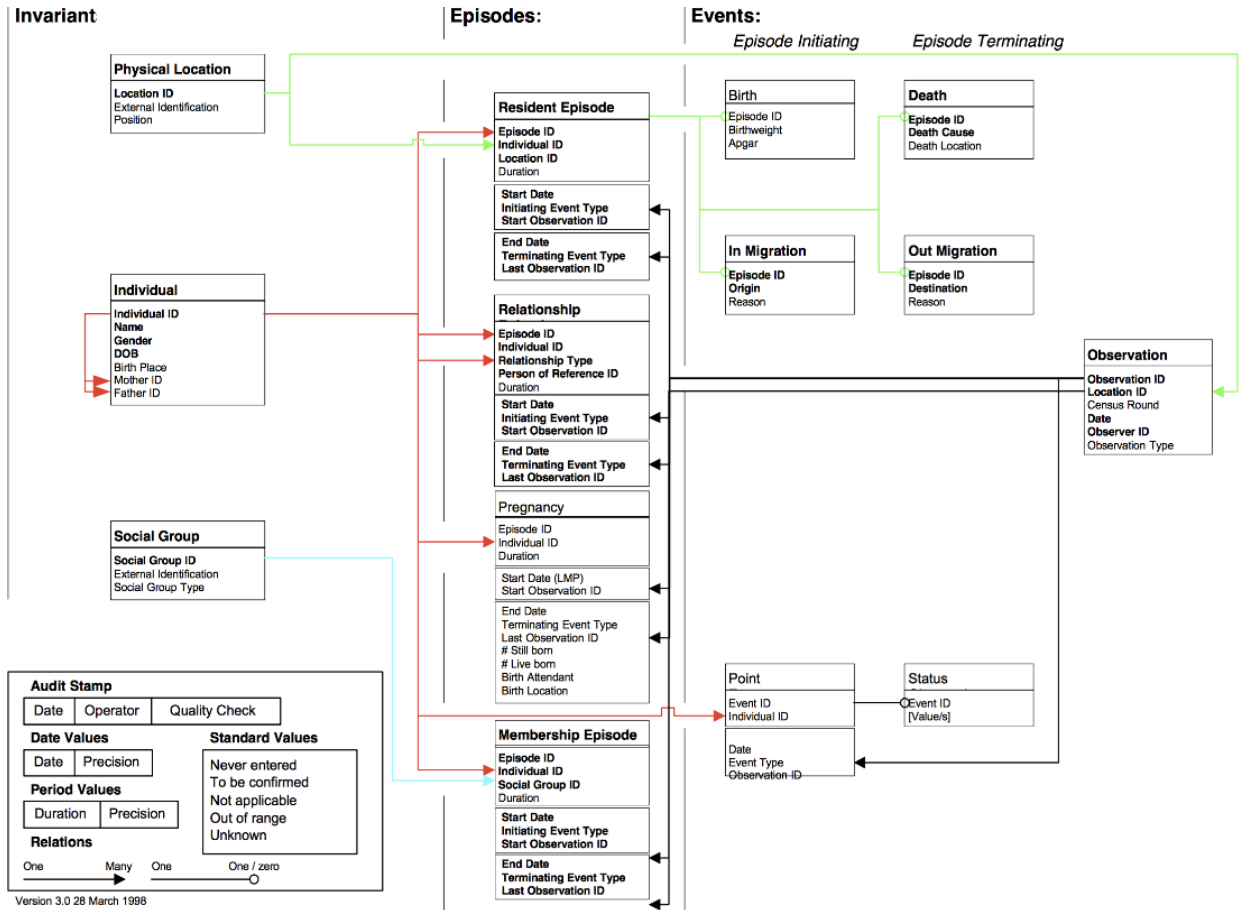 Invariant
Episodes:
Events:
Episode Initiating
Episode Terminating
Physical Location
Location ID
External Identification
Position
Individual
Individual ID
Name
Gender
DOB
Birth Place
Mother ID
Father ID
Social Group
Social Group ID
External Identification
Social Group Type
Resident Episode
Episode ID
Individual ID
Location ID
Duration
Start Date
Initiating Event Type
Start Observation ID
End Date
Terminating Event Type
Last Observation ID
Relationship
Episode ID
Individual ID
Relationship Type
Person of Reference ID
Duration
Start Date
Initiating Event Type
Start Observation ID
End Date
Terminating Event Type
Last Observation ID
Pregnancy
Episode ID
Individual ID
Duration
Start Date (LMP)
Start Observation ID
End Date
Terminating Event Type
Last Observation ID
# Still born
# Live born
Birth Attendant
Birth Location
Membership Episode
Episode ID
Individual ID
Social Group ID
Duration
Start Date
Initiating Event Type
Start Observation ID
End Date
Terminating Event Type
Last Observation ID
Birth
Episode ID
Birthweight
Apgar
Death
Episode ID
Death Cause
Death Location
In Migration
Episode ID
Origin
Reason
Out Migration
Episode ID
Destination
Reason
Observation
Observation ID
Location ID
Census Round
Date
Observer ID
Observation Type
Point
Event ID
Individual ID
Date
Event Type
Observation ID
Status
Event ID
[Value/s]
Audit Stamp
Date Operator Quality Check
Date Values
Date Precision
Period Values
Duration Precision
Standard Values
Never entered
To be confirmed
Not applicable
Out of range
Unknown
Relations
One Many One One / zero
Version 3.0 28 March 1998